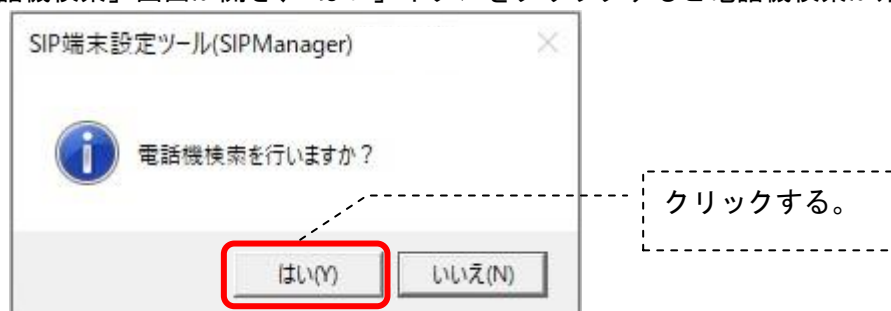 SIP端末設定ツール(SIPManager)
電話機検索を行いますか？
クリックする。
はい(Y)
いいえ(N)